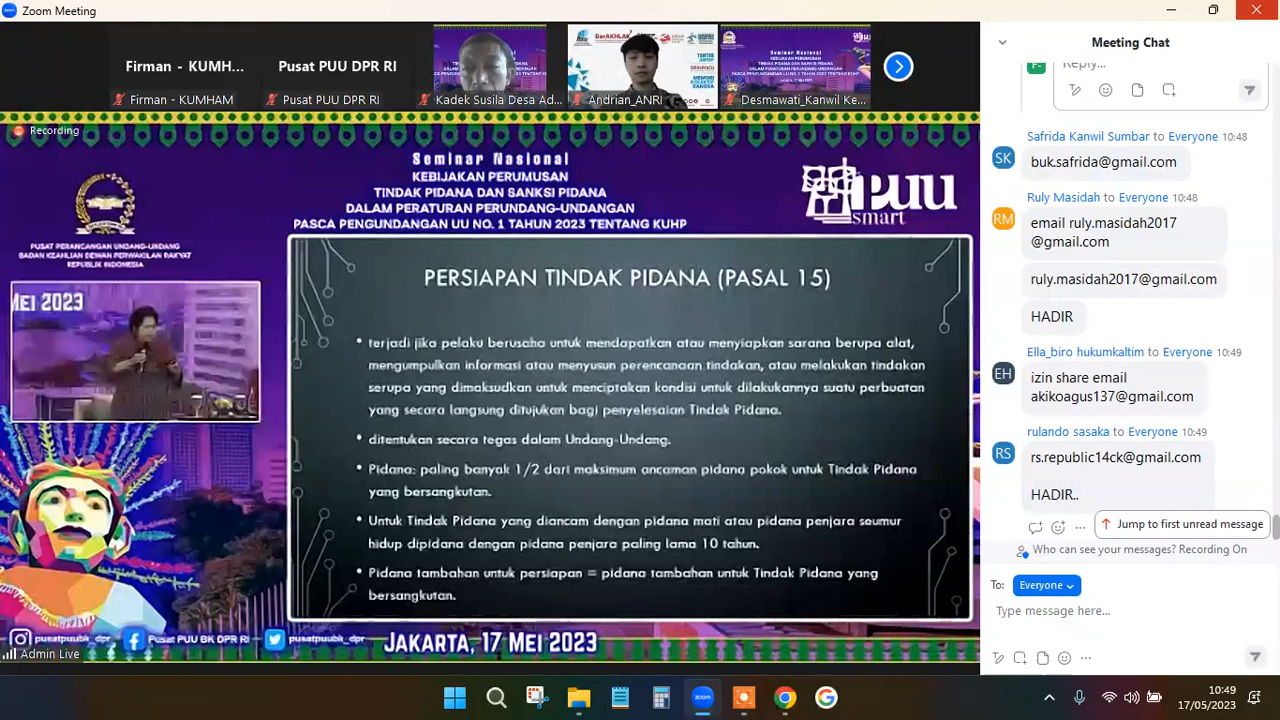 Zoom Meeting
Firman - KUMH...
Pusat PUU DPR RI
Firman - KUMHAM
Pusat PUU DPR RI
Kadek Susila Desa Ad...
Andrian_ANRI
Desmawati_Kanwil Ke...
Recording
Seminar Nasional
KEBIJAKAN PERUMUSAN
TINDAK PIDANA DAN SANKSI PIDANA
DALAM PERATURAN PERUNDANG-UNDANGAN
PASCA PENGUNDANGAN UU NO. 1 TAHUN 2023 TENTANG KUHP
PUU
smart
PUSAT PERANCANGAN UNDANG-UNDANG
BADAN KEAHLIAN DEWAN PERWAKILAN RAKYAT
REPUBLIK INDONESIA
MEI 2023
PERSIAPAN TINDAK PIDANA (PASAL 15)
• terjadi jika pelaku berusaha untuk mendapatkan atau menyiapkan sarana berupa alat,
mengumpulkan informasi atau menyusun perencanaan tindakan, atau melakukan tindakan
serupa yang dimaksudkan untuk menciptakan kondisi untuk dilakukannya suatu perbuatan
yang secara langsung ditujukan bagi penyelesaian Tindak Pidana.
• ditentukan secara tegas dalam Undang-Undang.
• Pidana: paling banyak 1/2 dari maksimum ancaman pidana pokok untuk Tindak Pidana
yang bersangkutan.
• Untuk Tindak Pidana yang diancam dengan pidana mati atau pidana penjara seumur
hidup dipidana dengan pidana penjara paling lama 10 tahun.
• Pidana tambahan untuk persiapan = pidana tambahan untuk Tindak Pidana yang
bersangkutan.
pusatpuubk_dpr
Pusat PUU BK DPR RI
pusatpuubk_dpr
JAKARTA, 17 MEI 2023
Admin Live
Meeting Chat
Reply...
Safrida Kanwil Sumbar to Everyone 10:48
SK
buk.safrida@gmail.com
Ruly Masidah to Everyone 10:48
RM
email ruly.masidah2017
@gmail.com
ruly.masidah2017@gmail.com
HADIR
Ella_biro hukumkaltim to Everyone 10:49
EH
izin share email
akikoagus137@gmail.com
rulando sasaka to Everyone 10:49
RS
rs.republic14ck@gmail.com
HADIR..
Jump to first unread message
Who can see your messages? Recording On
To: Everyone
Type message here...
10:49
17/05/2023